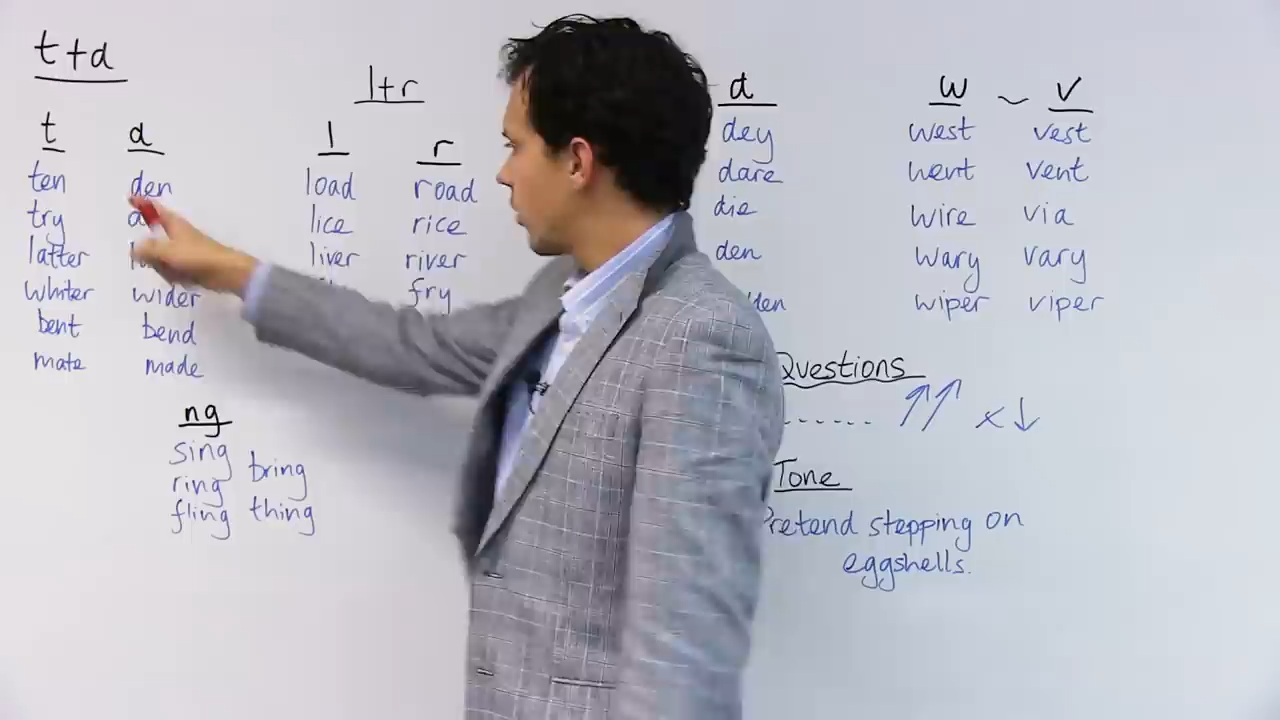 t+d
t d
ten den
try
latter
whiter wider
bent bend
mate made
ng
sing bring
ring
fling thing
l+r
l r
load road
lice rice
liver river
fry
d
dey
dare
die
den
w ~ v
west vest
went vent
wire via
wary vary
wiper viper
Questions
....... ↑↑ x↓
Tone
Pretend stepping on
eggshells.